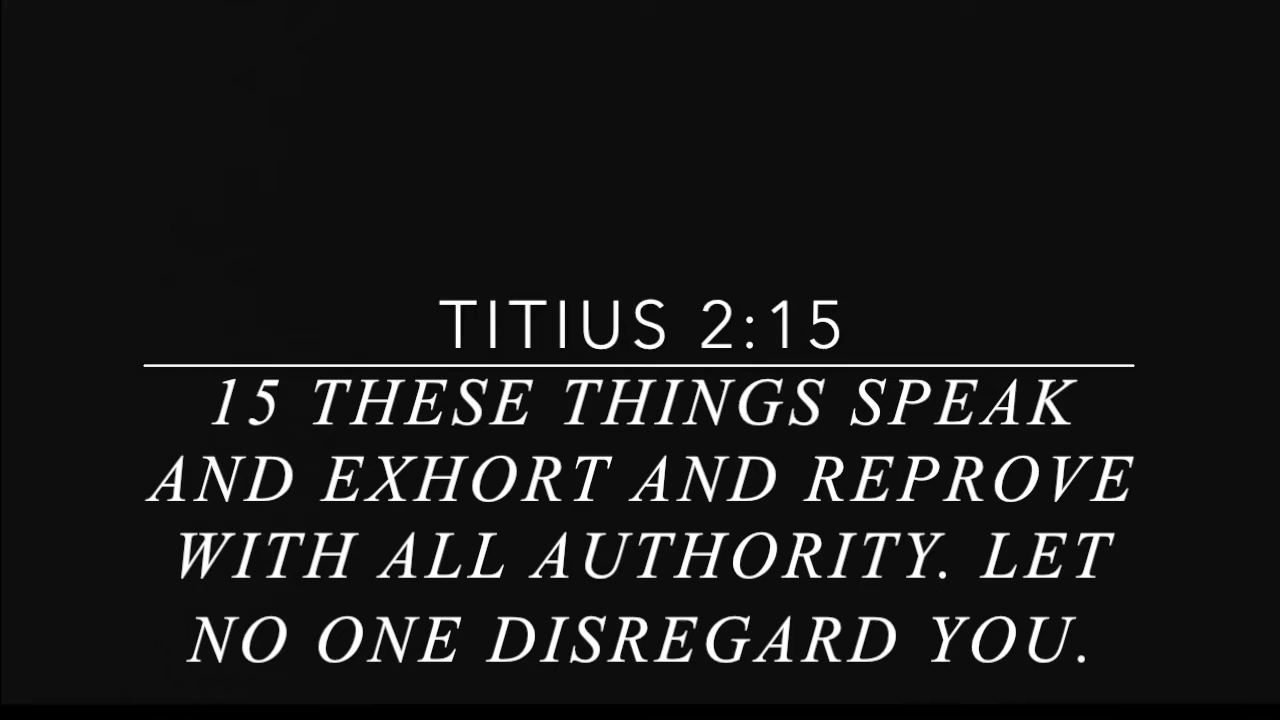 TITIUS 2:15
15 THESE THINGS SPEAK
AND EXHORT AND REPROVE
WITH ALL AUTHORITY. LET
NO ONE DISREGARD YOU.